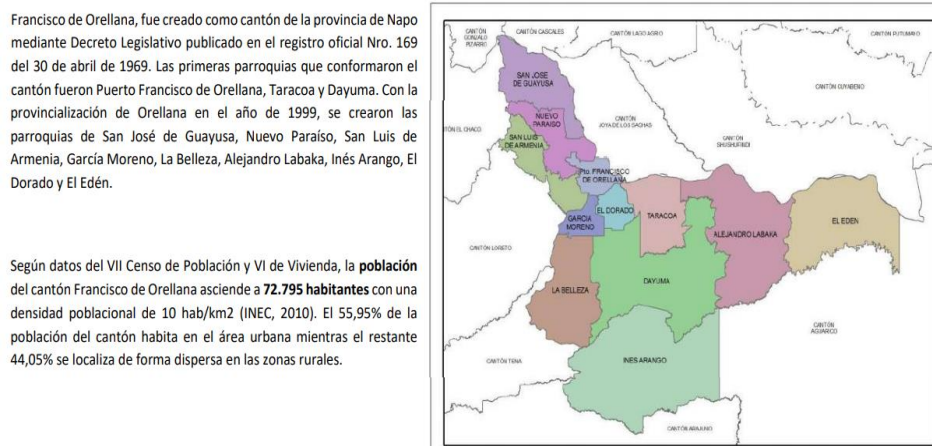 Francisco de Orellana, fue creado como cantón de la provincia de Napo
mediante Decreto Legislativo publicado en el registro oficial Nro. 169
del 30 de abril de 1969. Las primeras parroquias que conformaron el
cantón fueron Puerto Francisco de Orellana, Taracoa y Dayuma. Con la
provincialización de Orellana en el año de 1999, se crearon las
parroquias de San José de Guayusa, Nuevo Paraíso, San Luis de
Armenia, García Moreno, La Belleza, Alejandro Labaka, Inés Arango, El
Dorado y El Edén.
Según datos del VII Censo de Población y VI de Vivienda, la población
del cantón Francisco de Orellana asciende a 72.795 habitantes con una
densidad poblacional de 10 hab/km2 (INEC, 2010). El 55,95% de la
población del cantón habita en el área urbana mientras el restante
44,05% se localiza de forma dispersa en las zonas rurales.
CANTÓN
GONZALO
PIZARRO
CANTÓN CASCALES
CANTÓN LAGO AGRIO
CANTÓN PUTUMAYO
SAN JOSE
DE GUAYUSA
CANTÓN CUYABENO
NUEVO
PARAISO
CANTÓN
JOYA DE LOS SACHAS
TÓN EL CHACO
SAN LUIS
DE ARMENIA
CANTÓN
SHUSHUFINDI
Pto. FRANCISCO
DE ORELLANA
EL DORADO
TARACOA
GARCIA
MORENO
EL EDEN
ALEJANDRO LABAKA
CANTÓN LORETO
DAYUMA
LA BELLEZA
CANTÓN
AGUARICO
CANTÓN TENA
INES ARANGO
CANTÓN ARAJUNO